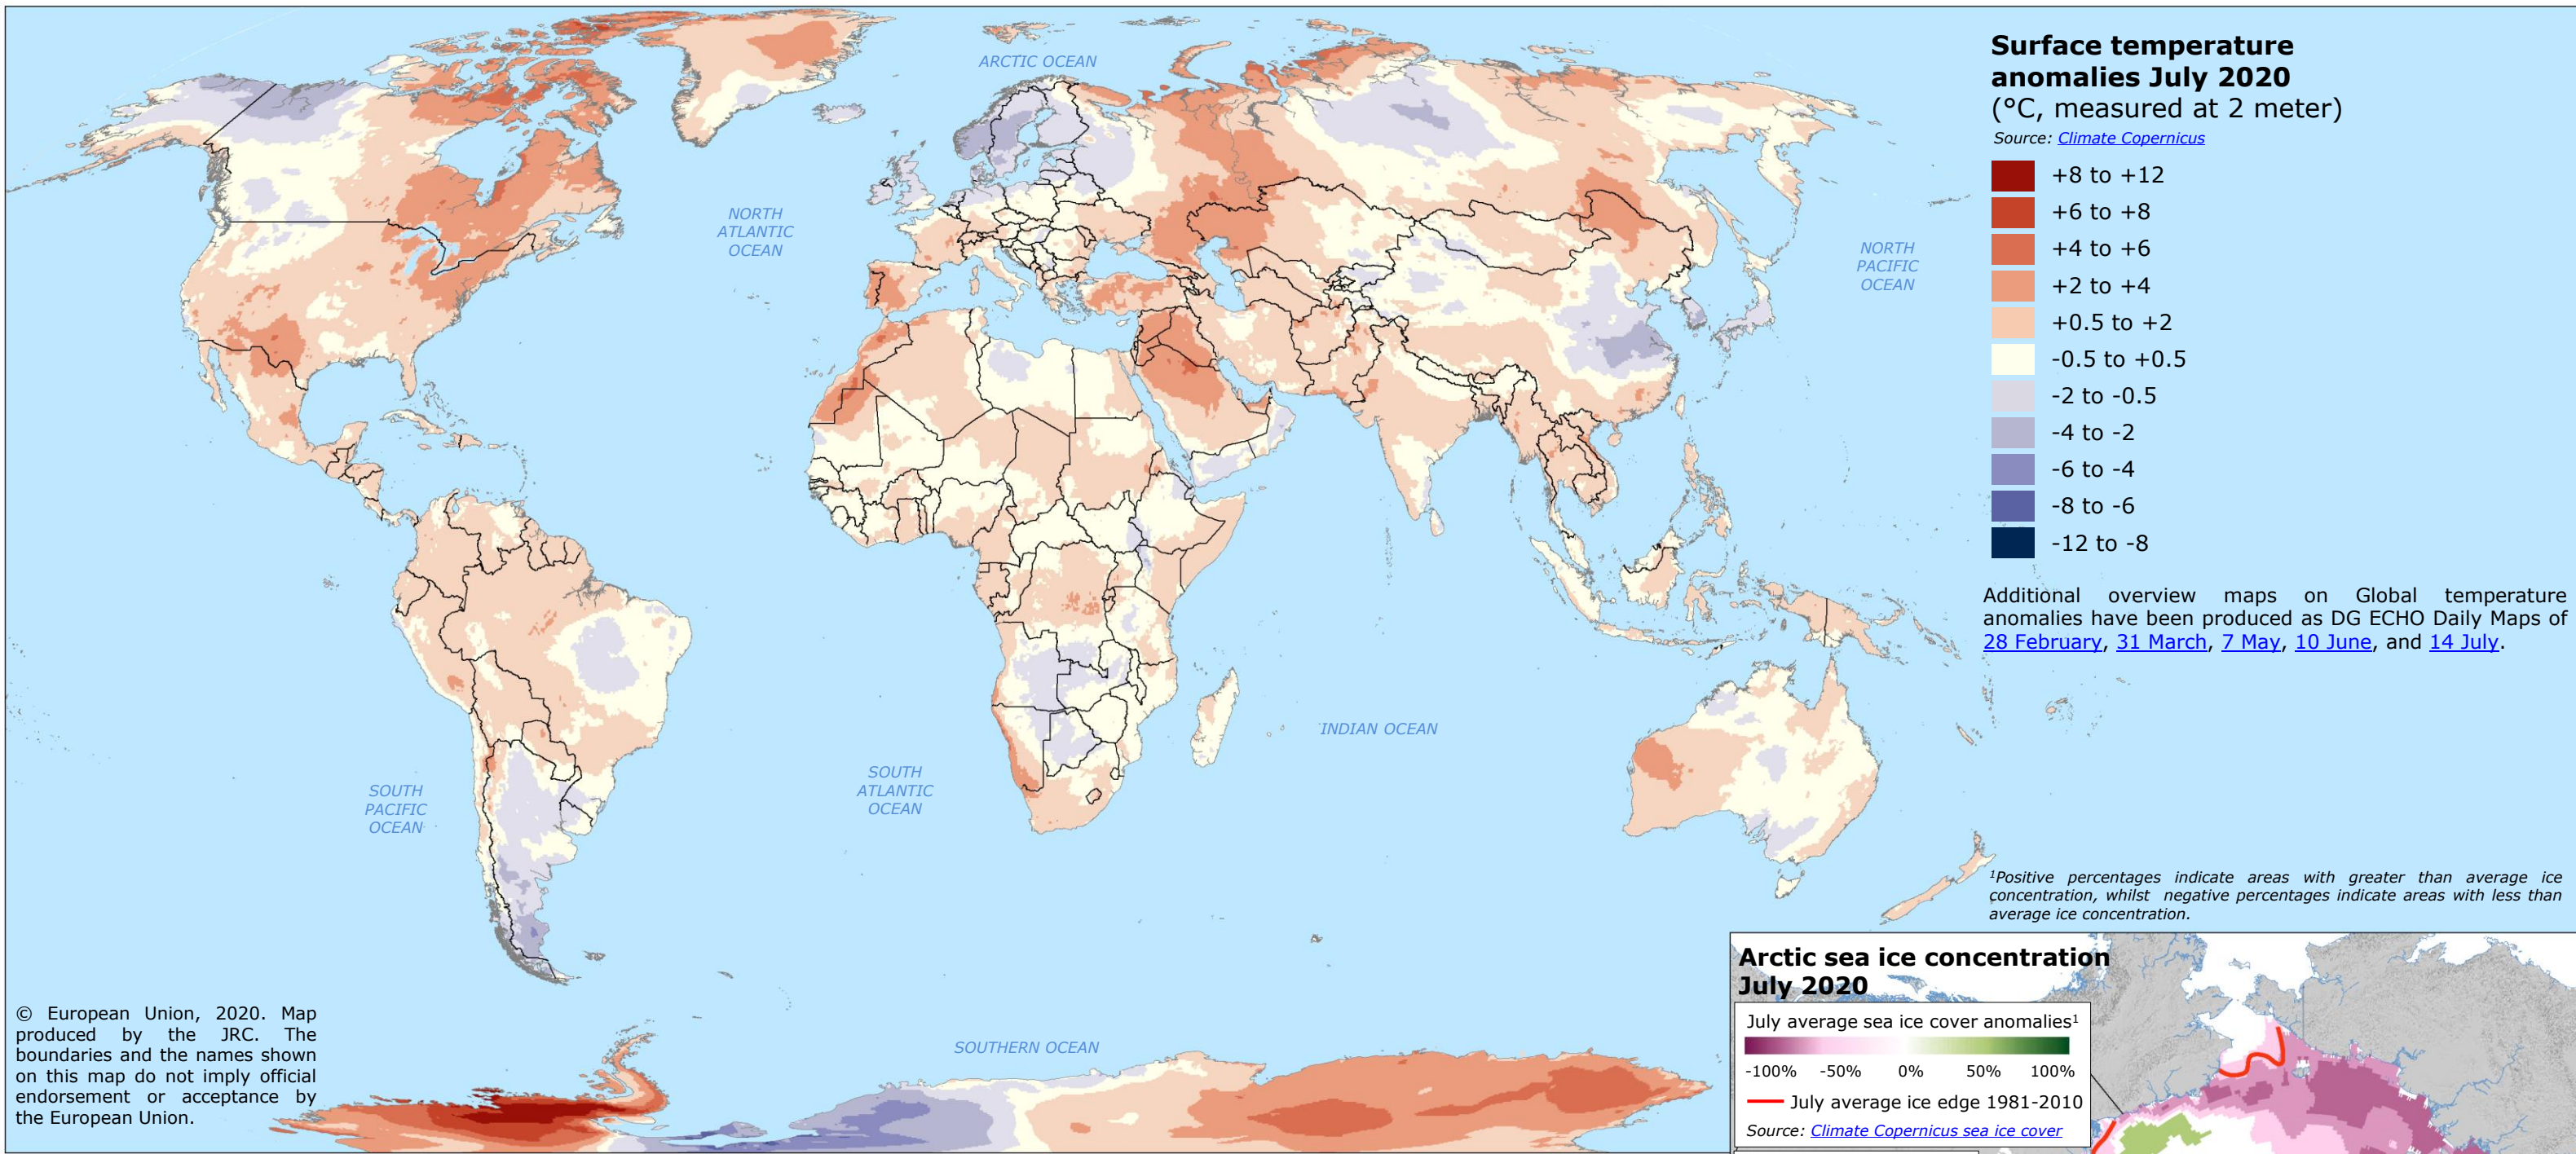 Surface temperature
anomalies July 2020
(°C, measured at 2 meter)
Source: Climate Copernicus
+8 to +12
+6 to +8
+4 to +6
+2 to +4
+0.5 to +2
-0.5 to +0.5
-2 to -0.5
-4 to -2
-6 to -4
-8 to -6
-12 to -8
Additional overview maps on Global temperature
anomalies have been produced as DG ECHO Daily Maps of
28 February, 31 March, 7 May, 10 June, and 14 July.
ARCTIC OCEAN
NORTH
ATLANTIC
OCEAN
NORTH
PACIFIC
OCEAN
INDIAN OCEAN
SOUTH
PACIFIC
OCEAN
SOUTH
ATLANTIC
OCEAN
SOUTHERN OCEAN
© European Union, 2020. Map
produced by the JRC. The
boundaries and the names shown
on this map do not imply official
endorsement or acceptance by
the European Union.
¹Positive percentages indicate areas with greater than average ice
concentration, whilst negative percentages indicate areas with less than
average ice concentration.
Arctic sea ice concentration
July 2020
July average sea ice cover anomalies¹
-100% -50% 0% 50% 100%
July average ice edge 1981-2010
Source: Climate Copernicus sea ice cover